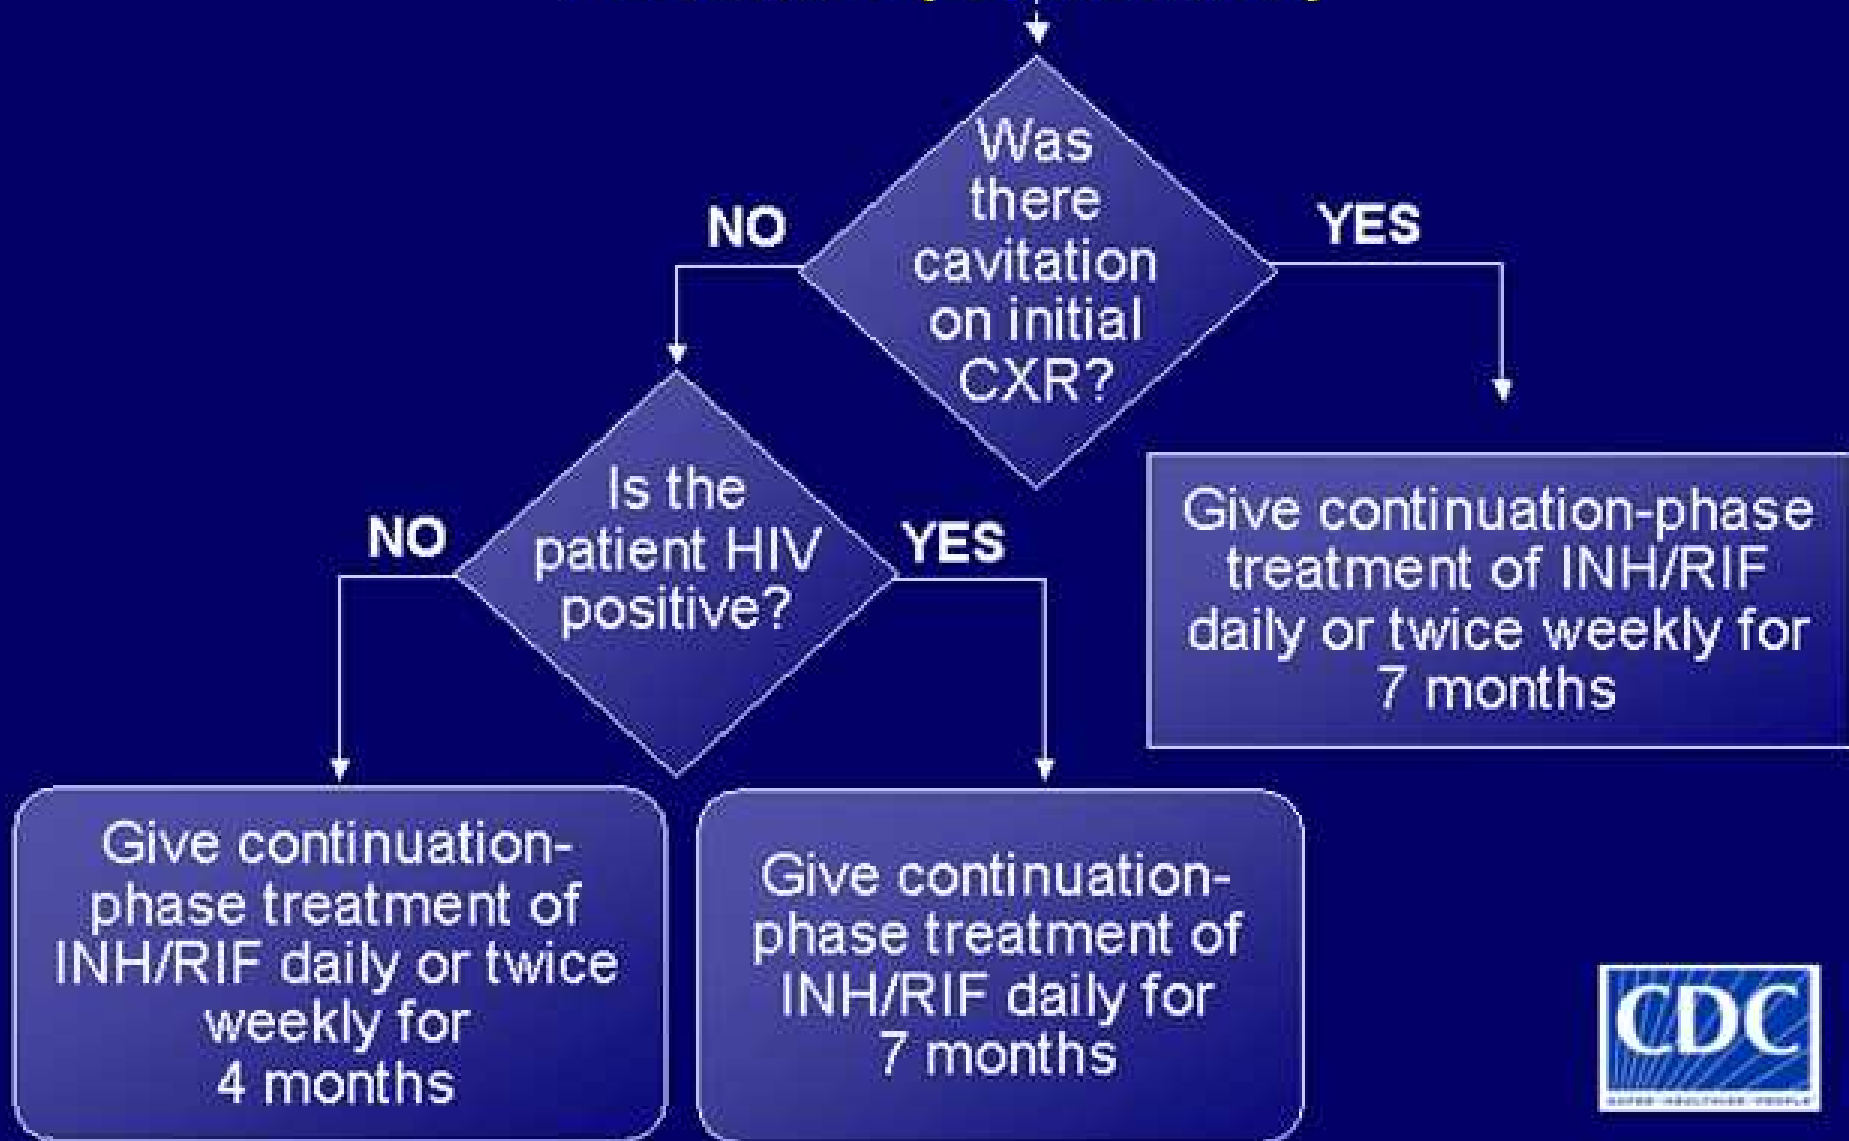 Was
there
cavitation
on initial
CXR?
NO
YES
Is the
patient HIV
positive?
NO
YES
Give continuation-phase
treatment of INH/RIF
daily or twice weekly for
7 months
Give continuation-
phase treatment of
INH/RIF daily or twice
weekly for
4 months
Give continuation-
phase treatment of
INH/RIF daily for
7 months
CDC